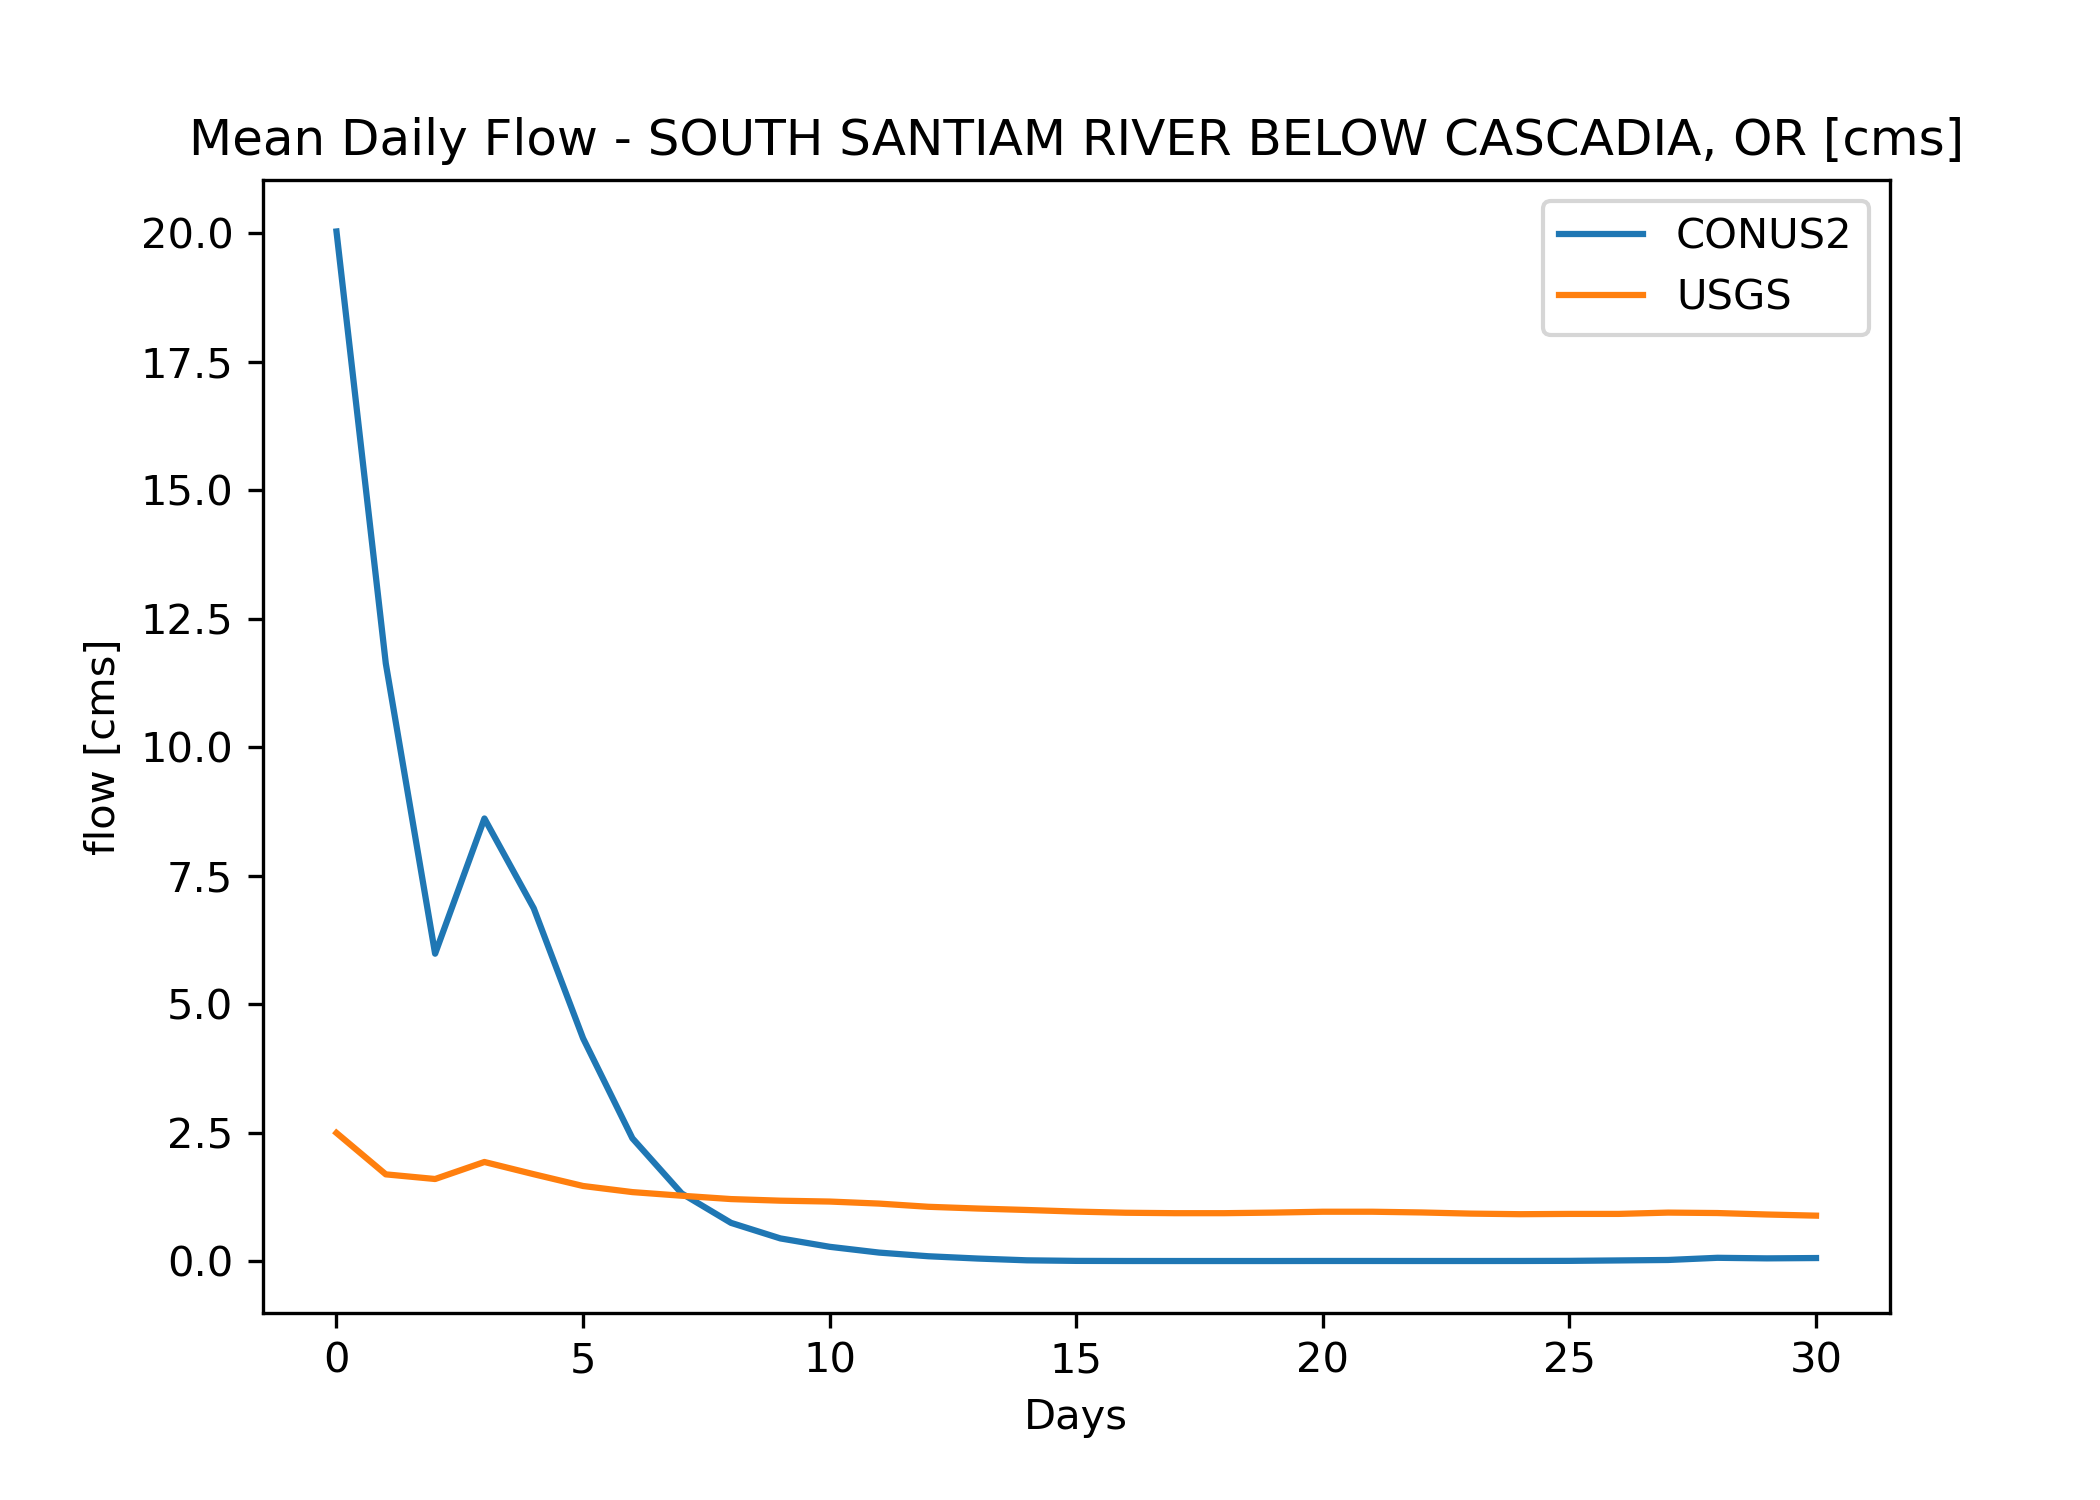 Mean Daily Flow - SOUTH SANTIAM RIVER BELOW CASCADIA, OR [cms]
CONUS2
USGS
20.0
17.5
15.0
12.5
10.0
7.5
5.0
2.5
0.0
flow [cms]
0 5 10 15 20 25 30
Days